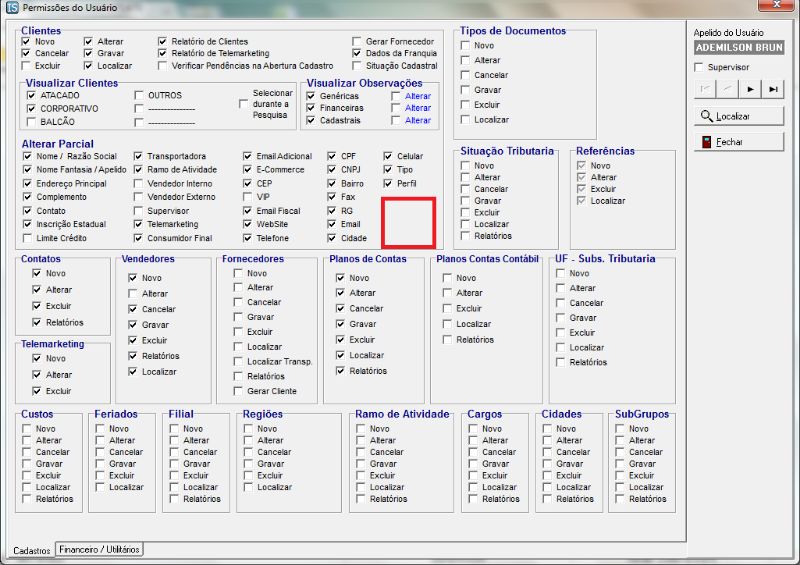 Permissões do Usuário
Clientes
Novo
Alterar
Relatório de Clientes
Gerar Fornecedor
Cancelar
Gravar
Relatório de Telemarketing
Dados da Franquia
Excluir
Localizar
Verificar Pendências na Abertura Cadastro
Situação Cadastral
Visualizar Clientes
ATACADO
OUTROS
CORPORATIVO
---------------
BALCÃO
---------------
Selecionar
durante a
Pesquisa
Visualizar Observações
Genéricas
Alterar
Financeiras
Alterar
Cadastrais
Alterar
Alterar Parcial
Nome / Razão Social
Transportadora
Email Adicional
CPF
Celular
Nome Fantasia / Apelido
Ramo de Atividade
E-Commerce
CNPJ
Tipo
Endereço Principal
Vendedor Interno
CEP
Bairro
Perfil
Complemento
Vendedor Externo
VIP
Fax
Contato
Supervisor
Email Fiscal
RG
Inscrição Estadual
Telemarketing
WebSite
Email
Limite Crédito
Consumidor Final
Telefone
Cidade
Tipos de Documentos
Novo
Alterar
Cancelar
Gravar
Excluir
Localizar
Situação Tributaria
Novo
Alterar
Cancelar
Gravar
Excluir
Localizar
Relatórios
Referências
Novo
Alterar
Excluir
Localizar
Contatos
Novo
Alterar
Excluir
Relatórios
Telemarketing
Novo
Alterar
Excluir
Vendedores
Novo
Alterar
Cancelar
Gravar
Excluir
Relatórios
Localizar
Fornecedores
Novo
Alterar
Cancelar
Gravar
Excluir
Localizar
Localizar Transp.
Relatórios
Gerar Cliente
Planos de Contas
Novo
Alterar
Cancelar
Gravar
Excluir
Localizar
Relatórios
Planos Contas Contábil
Novo
Alterar
Excluir
Localizar
Relatórios
UF - Subs. Tributaria
Novo
Alterar
Cancelar
Gravar
Excluir
Localizar
Relatórios
Custos
Novo
Alterar
Cancelar
Gravar
Excluir
Localizar
Relatórios
Feriados
Novo
Alterar
Cancelar
Gravar
Excluir
Localizar
Filial
Novo
Alterar
Cancelar
Gravar
Excluir
Localizar
Relatórios
Regiões
Novo
Alterar
Cancelar
Gravar
Excluir
Localizar
Ramo de Atividade
Novo
Alterar
Cancelar
Gravar
Excluir
Localizar
Relatórios
Cargos
Novo
Alterar
Cancelar
Gravar
Excluir
Localizar
Relatórios
Cidades
Novo
Alterar
Cancelar
Gravar
Excluir
Localizar
Relatórios
SubGrupos
Novo
Alterar
Cancelar
Gravar
Excluir
Localizar
Relatórios
Apelido do Usuário
ADEMILSON BRUN
Supervisor
Localizar
Fechar
Cadastros
Financeiro / Utilitários